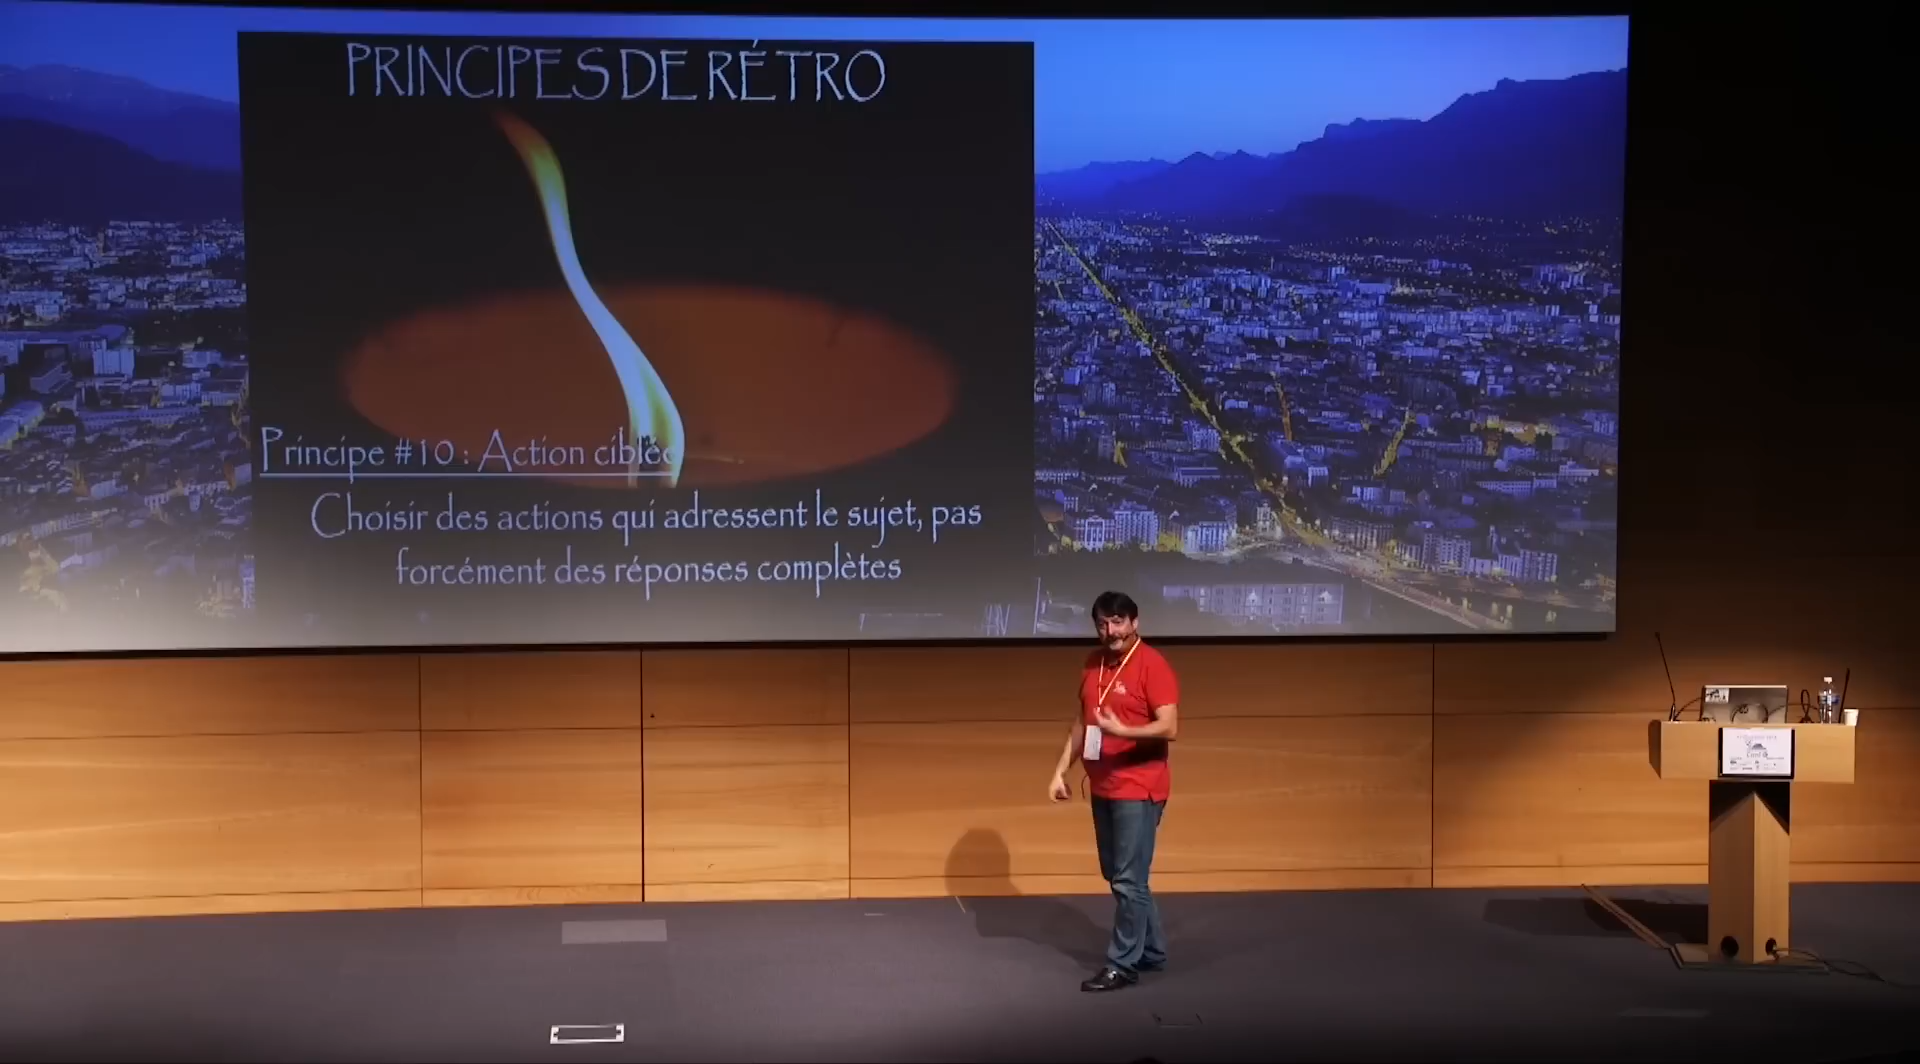 PRINCIPES DE RÉTRO
Principe #10 : Action ciblée
Choisir des actions qui adressent le sujet, pas
forcément des réponses complètes